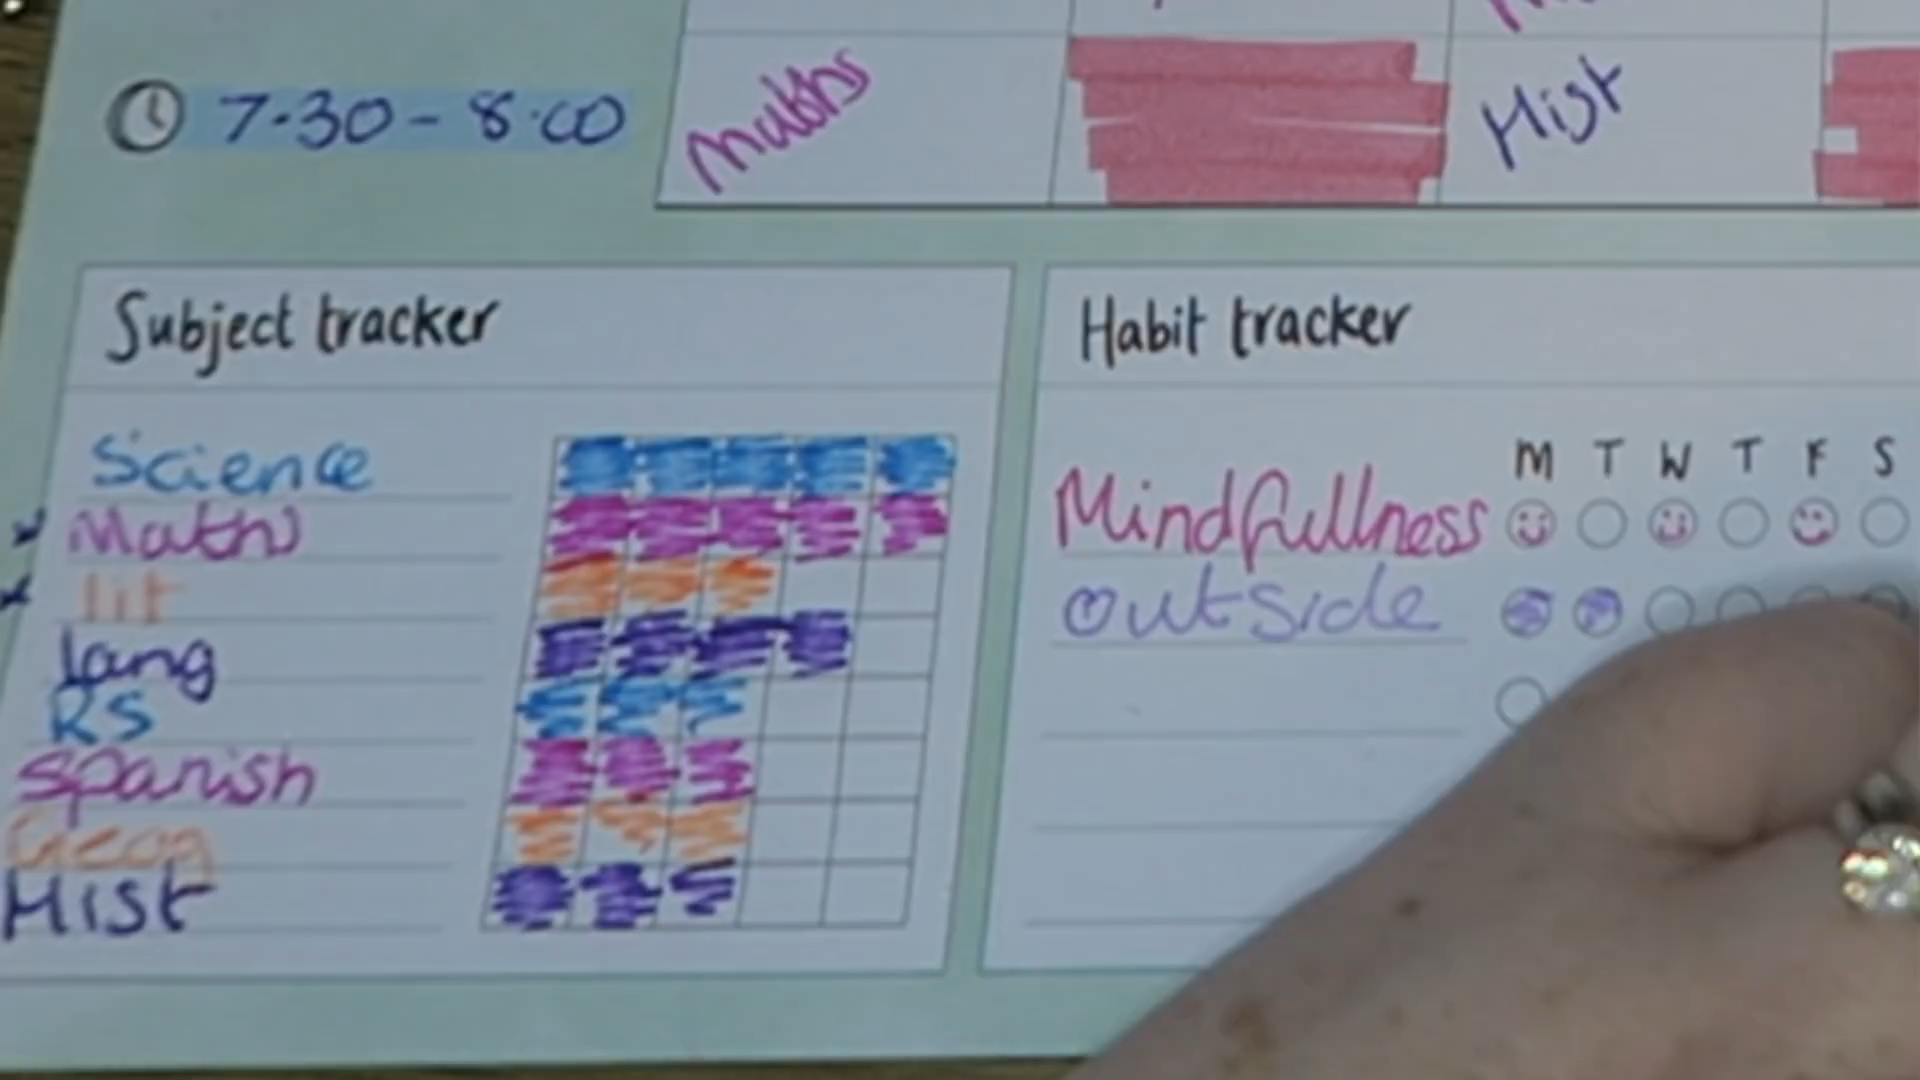 7.30 - 8.00
Maths
Hist
Subject tracker
Science
Maths
lit
lang
RS
Spanish
Geog
Hist
Habit tracker
M T W T F S
Mindfullness
outside